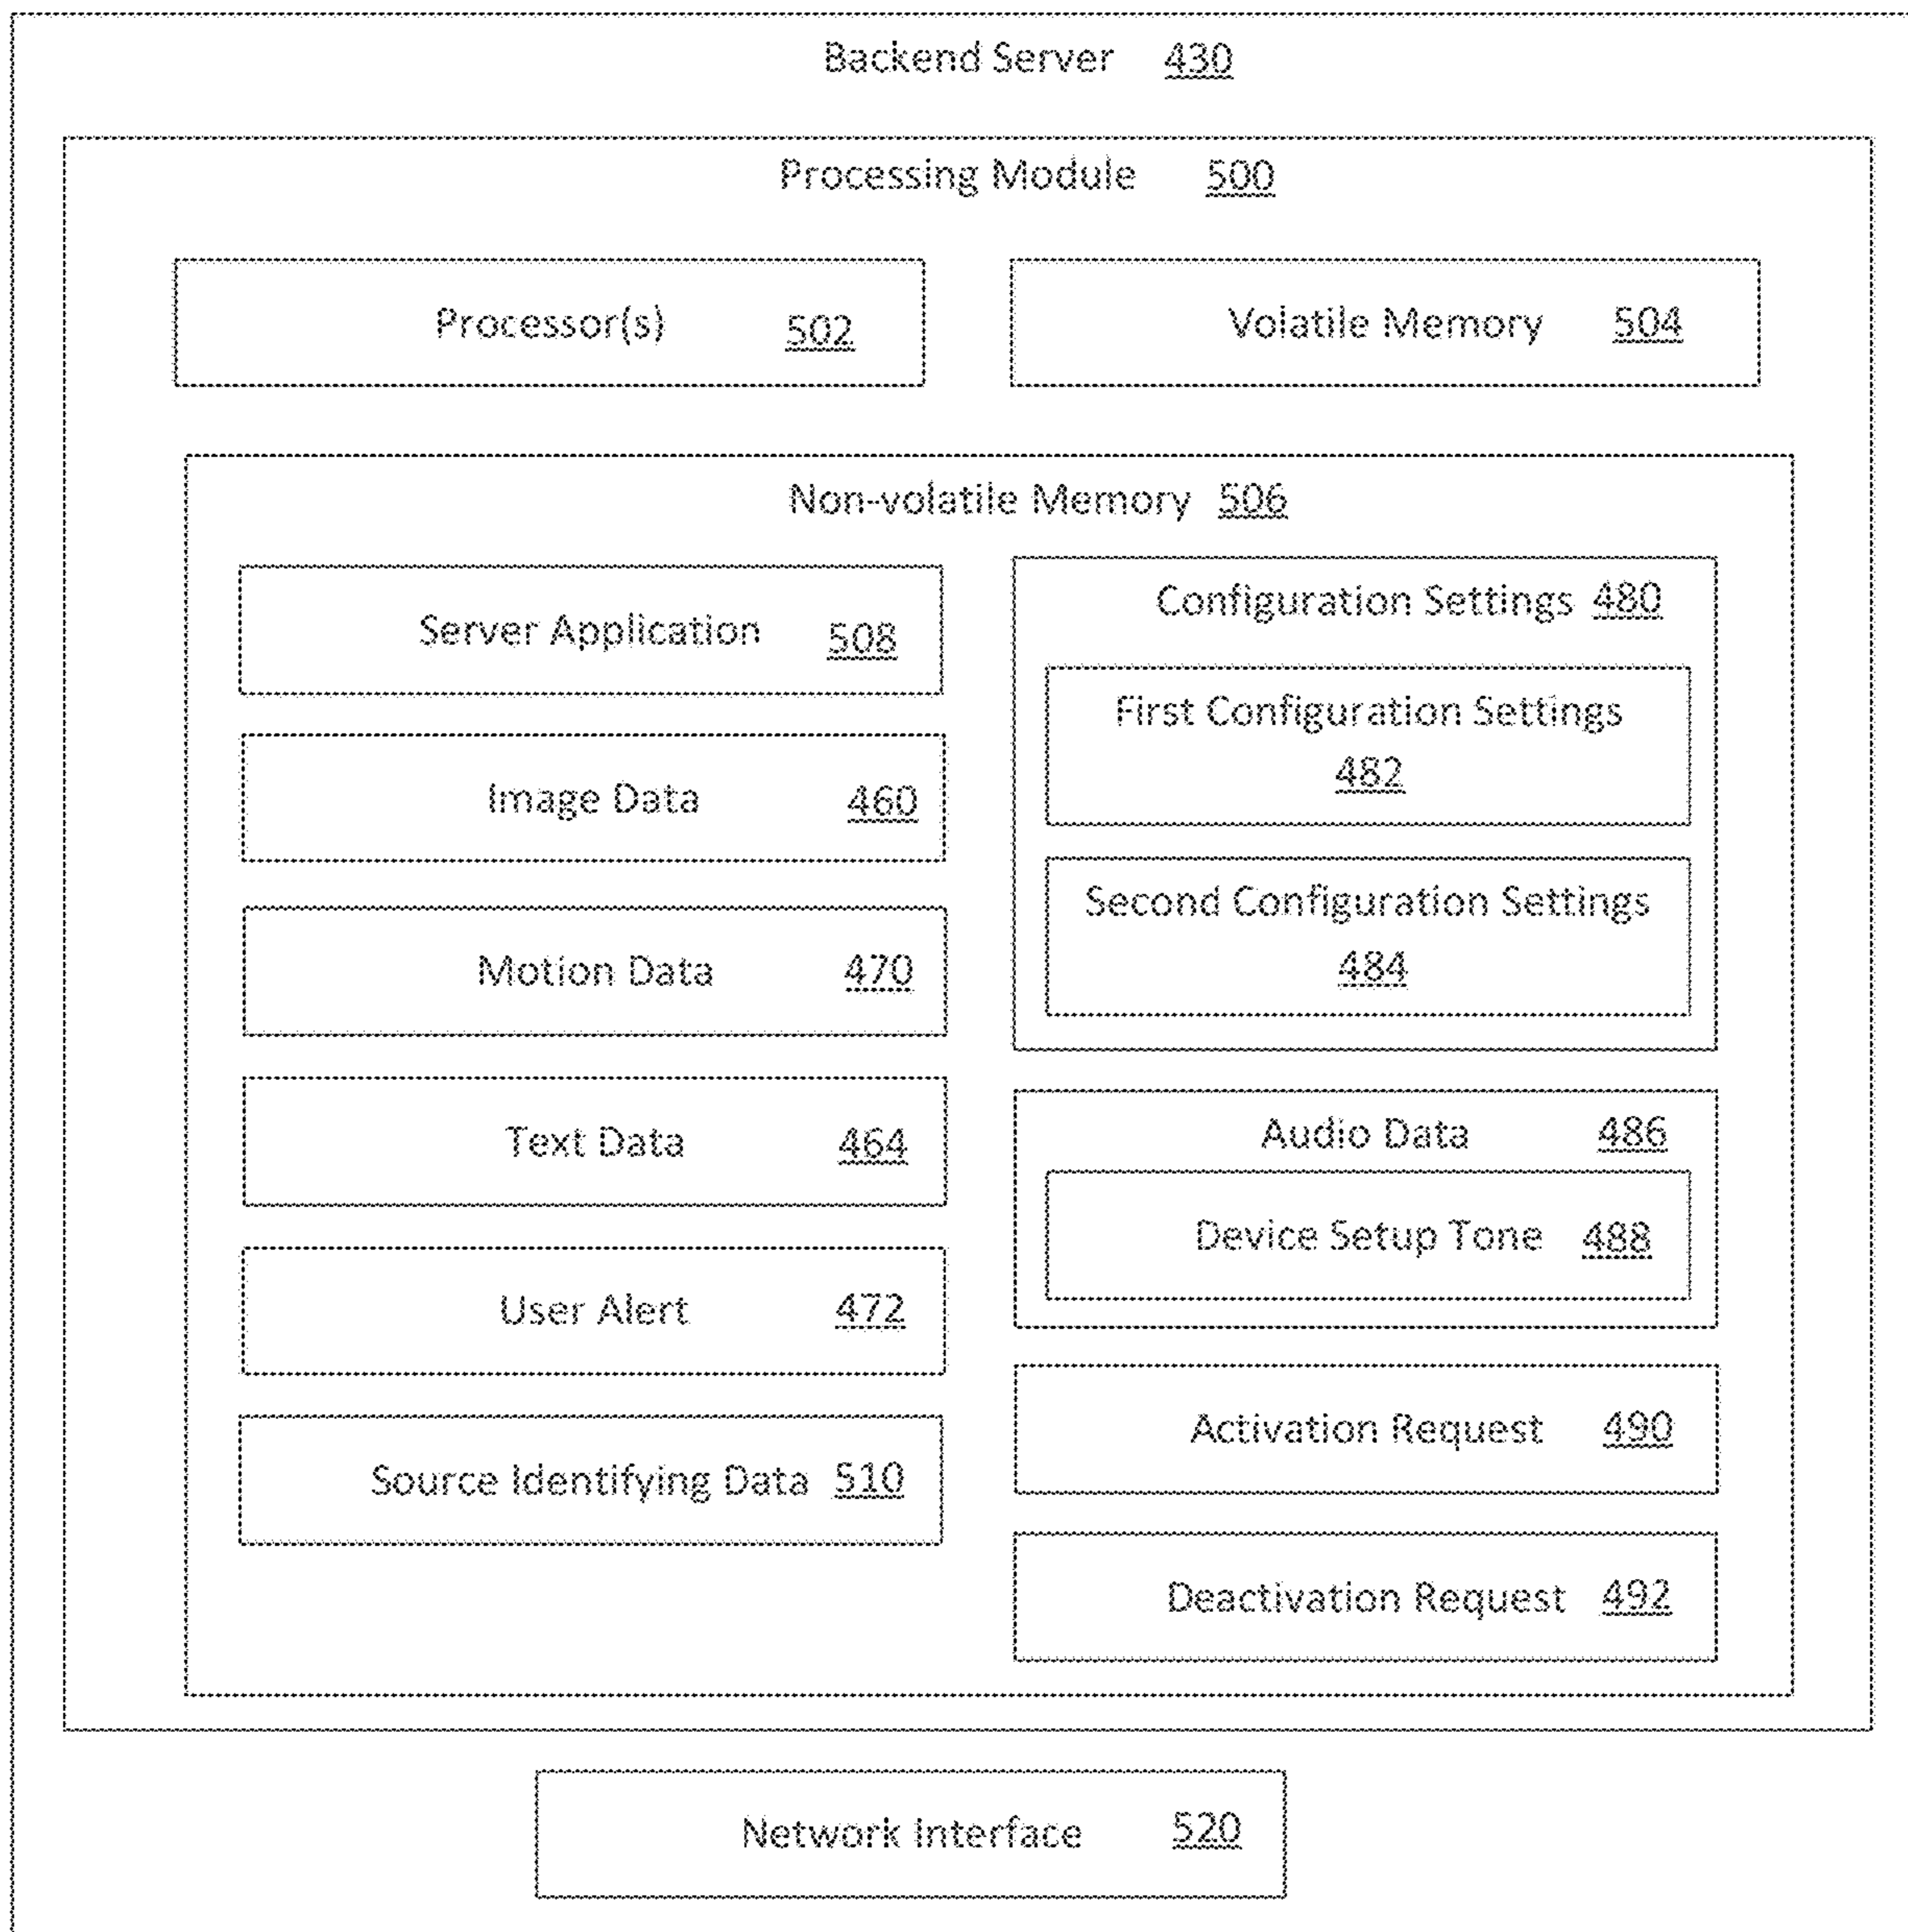 Backend Server 430
Processing Module 500
Processor(s) 502
Volatile Memory 504
Non-volatile Memory 506
Server Application 508
Image Data 460
Motion Data 470
Text Data 464
User Alert 472
Source Identifying Data 510
Configuration Settings 480
First Configuration Settings
482
Second Configuration Settings
484
Audio Data 486
Device Setup Tone 488
Activation Request 490
Deactivation Request 492
Network Interface 520